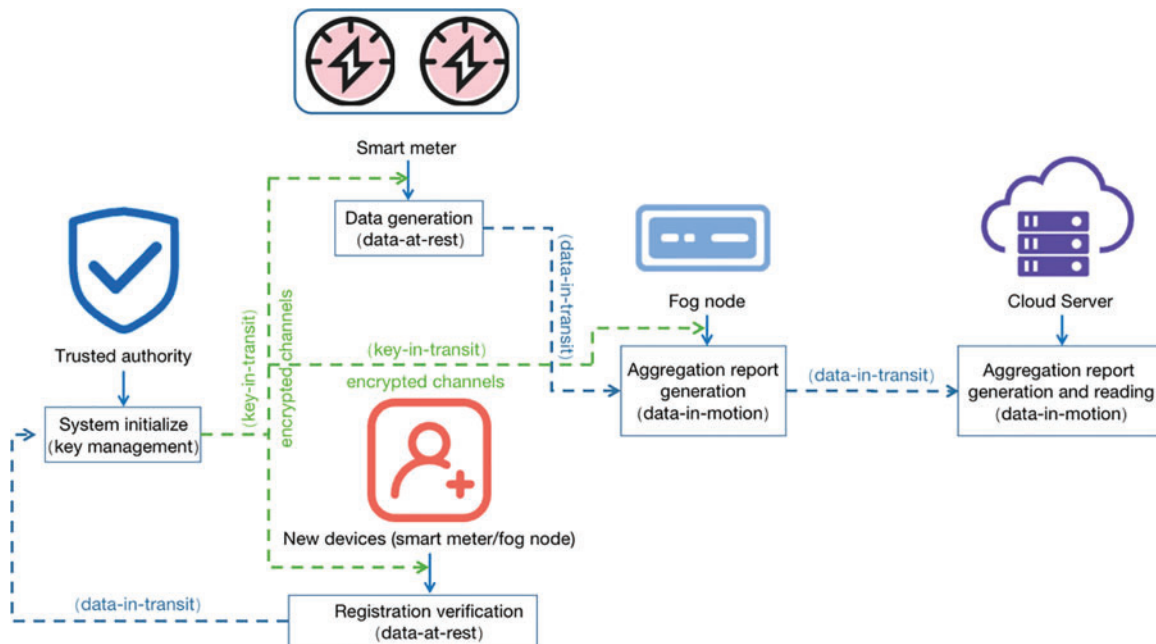 Smart meter
Data generation
(data-at-rest)
(data-in-transit)
Trusted authority
System initialize
(key management)
(key-in-transit)
encrypted channels
(key-in-transit)
encrypted channels
Fog node
Aggregation report
generation
(data-in-motion)
(data-in-transit)
Cloud Server
Aggregation report
generation and reading
(data-in-motion)
New devices (smart meter/fog node)
(data-in-transit)
Registration verification
(data-at-rest)